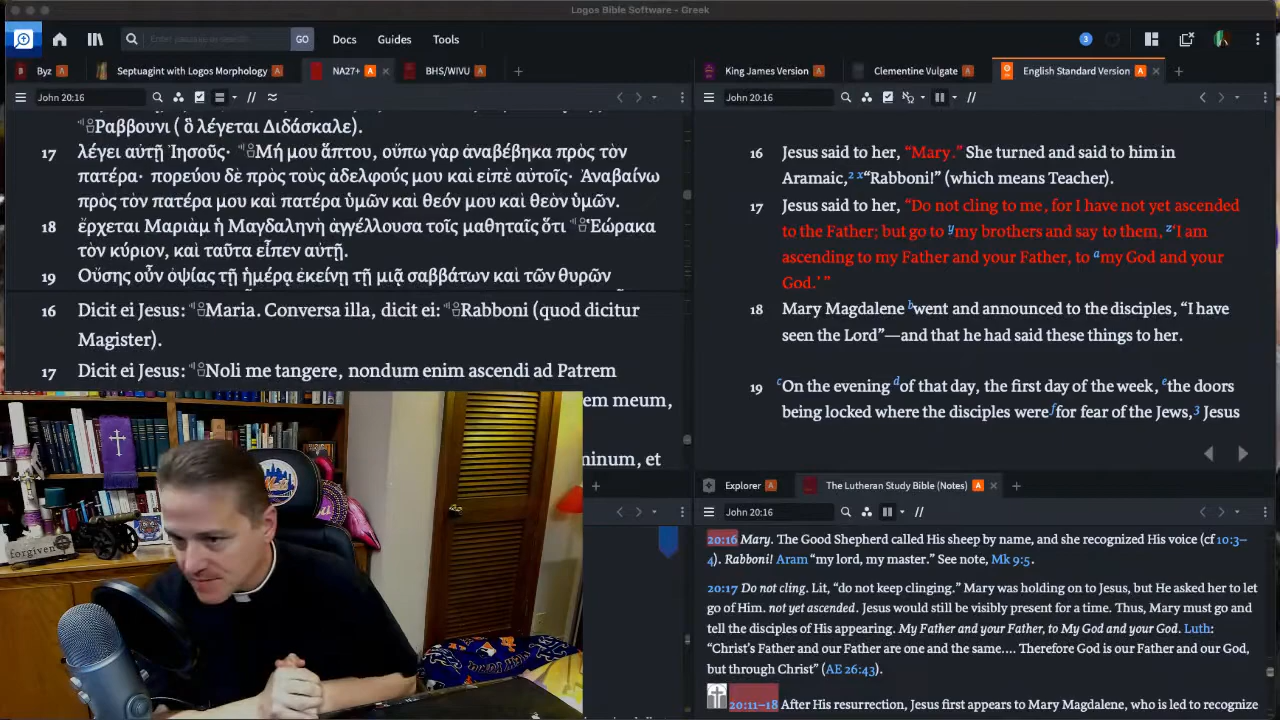 Logos Bible Software - Greek
GO
Docs
Guides
Tools
3
Byz A
Septuagint with Logos Morphology A
NA27+ A
BHS/WIVU A
John 20:16
Ῥαββουνι ( ὃ λέγεται Διδάσκαλε).
17 λέγει αὐτῇ Ἰησοῦς· Μή μου ἅπτου, οὔπω γὰρ ἀναβέβηκα πρὸς τὸν
πατέρα· πορεύου δὲ πρὸς τοὺς ἀδελφούς μου καὶ εἰπὲ αὐτοῖς· Ἀναβαίνω
πρὸς τὸν πατέρα μου καὶ πατέρα ὑμῶν καὶ θεόν μου καὶ θεὸν ὑμῶν.
18 ἔρχεται Μαριὰμ ἡ Μαγδαληνὴ ἀγγέλλουσα τοῖς μαθηταῖς ὅτι Ἑώρακα
τὸν κύριον, καὶ ταῦτα εἶπεν αὐτῇ.
19 Οὔσης οὖν ὀψίας τῇ ἡμέρᾳ ἐκείνῃ τῇ μιᾷ σαββάτων καὶ τῶν θυρῶν
16 Dicit ei Jesus: Maria. Conversa illa, dicit ei: Rabboni (quod dicitur
Magister).
17 Dicit ei Jesus: Noli me tangere, nondum enim ascendi ad Patrem
em meum,
minum, et
King James Version A
Clementine Vulgate A
English Standard Version A
John 20:16
16 Jesus said to her, “Mary.” She turned and said to him in
Aramaic,2 x“Rabboni!” (which means Teacher).
17 Jesus said to her, “Do not cling to me, for I have not yet ascended
to the Father; but go to ymy brothers and say to them, z‘I am
ascending to my Father and your Father, to amy God and your
God.’ ”
18 Mary Magdalene bwent and announced to the disciples, “I have
seen the Lord”—and that he had said these things to her.
19 cOn the evening dof that day, the first day of the week, ethe doors
being locked where the disciples were ffor fear of the Jews,3 Jesus
Explorer A
The Lutheran Study Bible (Notes) A
John 20:16
20:16 Mary. The Good Shepherd called His sheep by name, and she recognized His voice (cf 10:3–
4). Rabboni! Aram “my lord, my master.” See note, Mk 9:5.
20:17 Do not cling. Lit, “do not keep clinging.” Mary was holding on to Jesus, but He asked her to let
go of Him. not yet ascended. Jesus would still be visibly present for a time. Thus, Mary must go and
tell the disciples of His appearing. My Father and your Father, to My God and your God. Luth:
“Christ’s Father and our Father are one and the same.... Therefore God is our Father and our God,
but through Christ” (AE 26:43).
20:11–18 After His resurrection, Jesus first appears to Mary Magdalene, who is led to recognize
forgiven